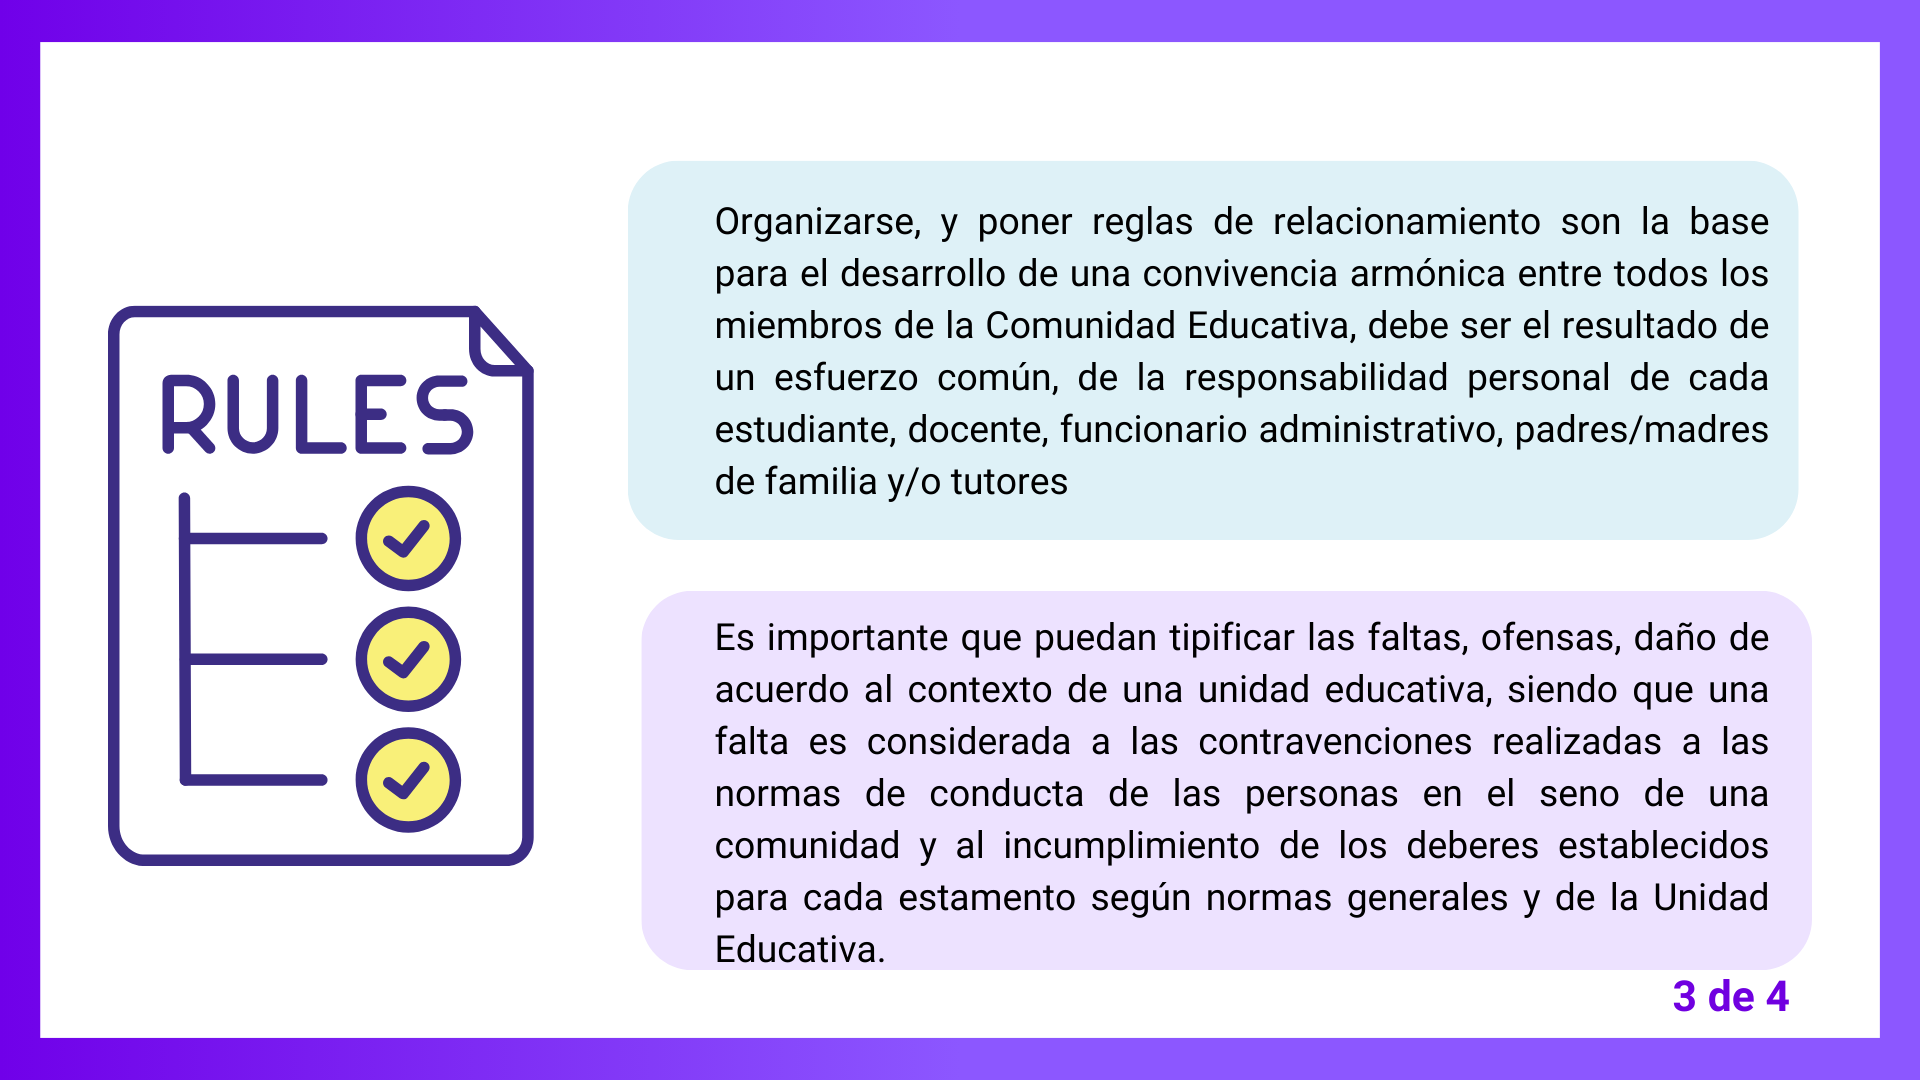 RULES
Organizarse, y poner reglas de relacionamiento son la base
para el desarrollo de una convivencia armónica entre todos los
miembros de la Comunidad Educativa, debe ser el resultado de
un esfuerzo común, de la responsabilidad personal de cada
estudiante, docente, funcionario administrativo, padres/madres
de familia y/o tutores
Es importante que puedan tipificar las faltas, ofensas, daño de
acuerdo al contexto de una unidad educativa, siendo que una
falta es considerada a las contravenciones realizadas a las
normas de conducta de las personas en el seno de una
comunidad y al incumplimiento de los deberes establecidos
para cada estamento según normas generales y de la Unidad
Educativa.
3 de 4